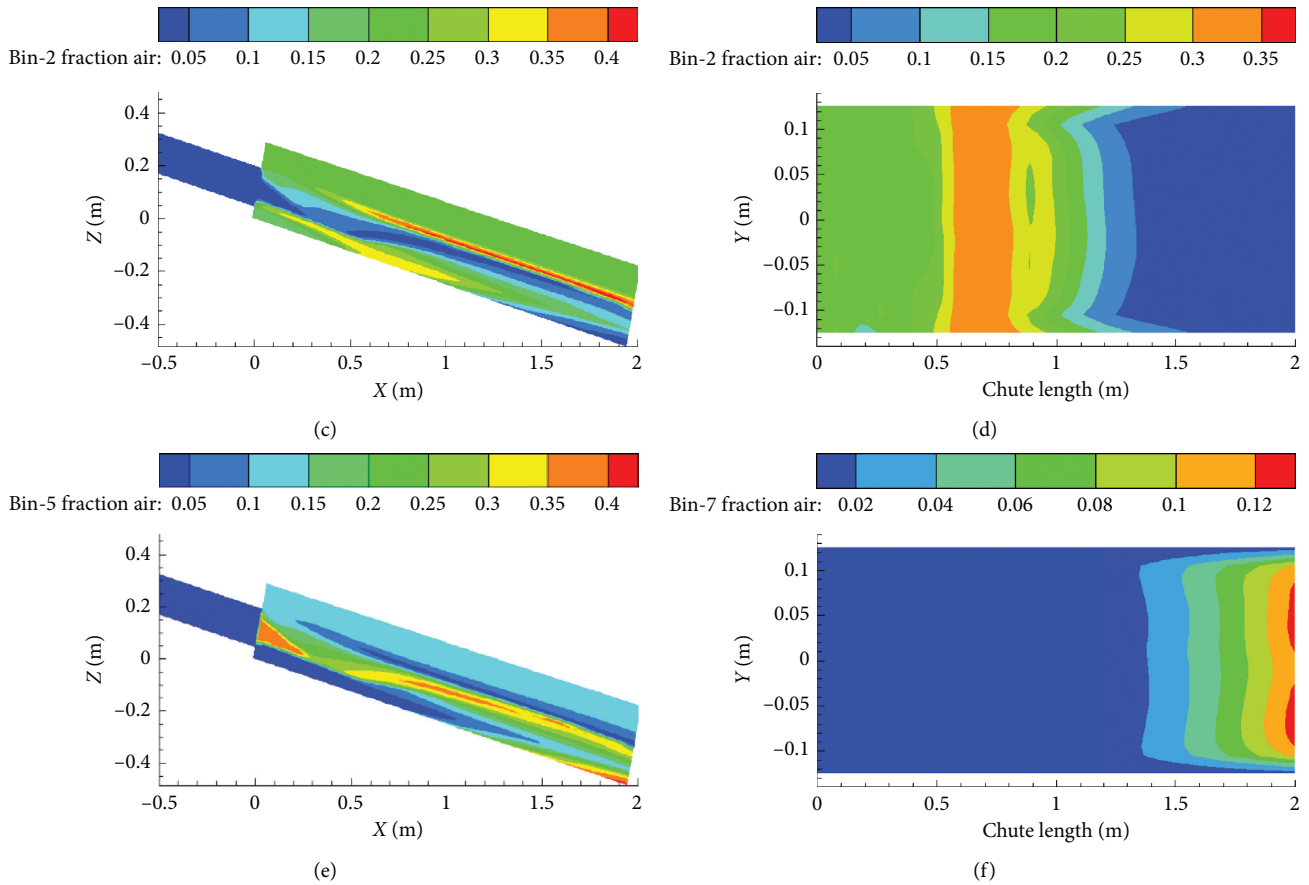 Bin-2 fraction air: 0.05 0.1 0.15 0.2 0.25 0.3 0.35 0.4
0.4
0.2
0
−0.2
−0.4
Z (m)
−0.5 0 0.5 1 1.5 2
X (m)
(c)
Bin-2 fraction air: 0.05 0.1 0.15 0.2 0.25 0.3 0.35
0.1
0.05
0
−0.05
−0.1
Y (m)
0 0.5 1 1.5 2
Chute length (m)
(d)
Bin-5 fraction air: 0.05 0.1 0.15 0.2 0.25 0.3 0.35 0.4
0.4
0.2
0
−0.2
−0.4
Z (m)
−0.5 0 0.5 1 1.5 2
X (m)
(e)
Bin-7 fraction air: 0.02 0.04 0.06 0.08 0.1 0.12
0.1
0.05
0
−0.05
−0.1
Y (m)
0 0.5 1 1.5 2
Chute length (m)
(f)